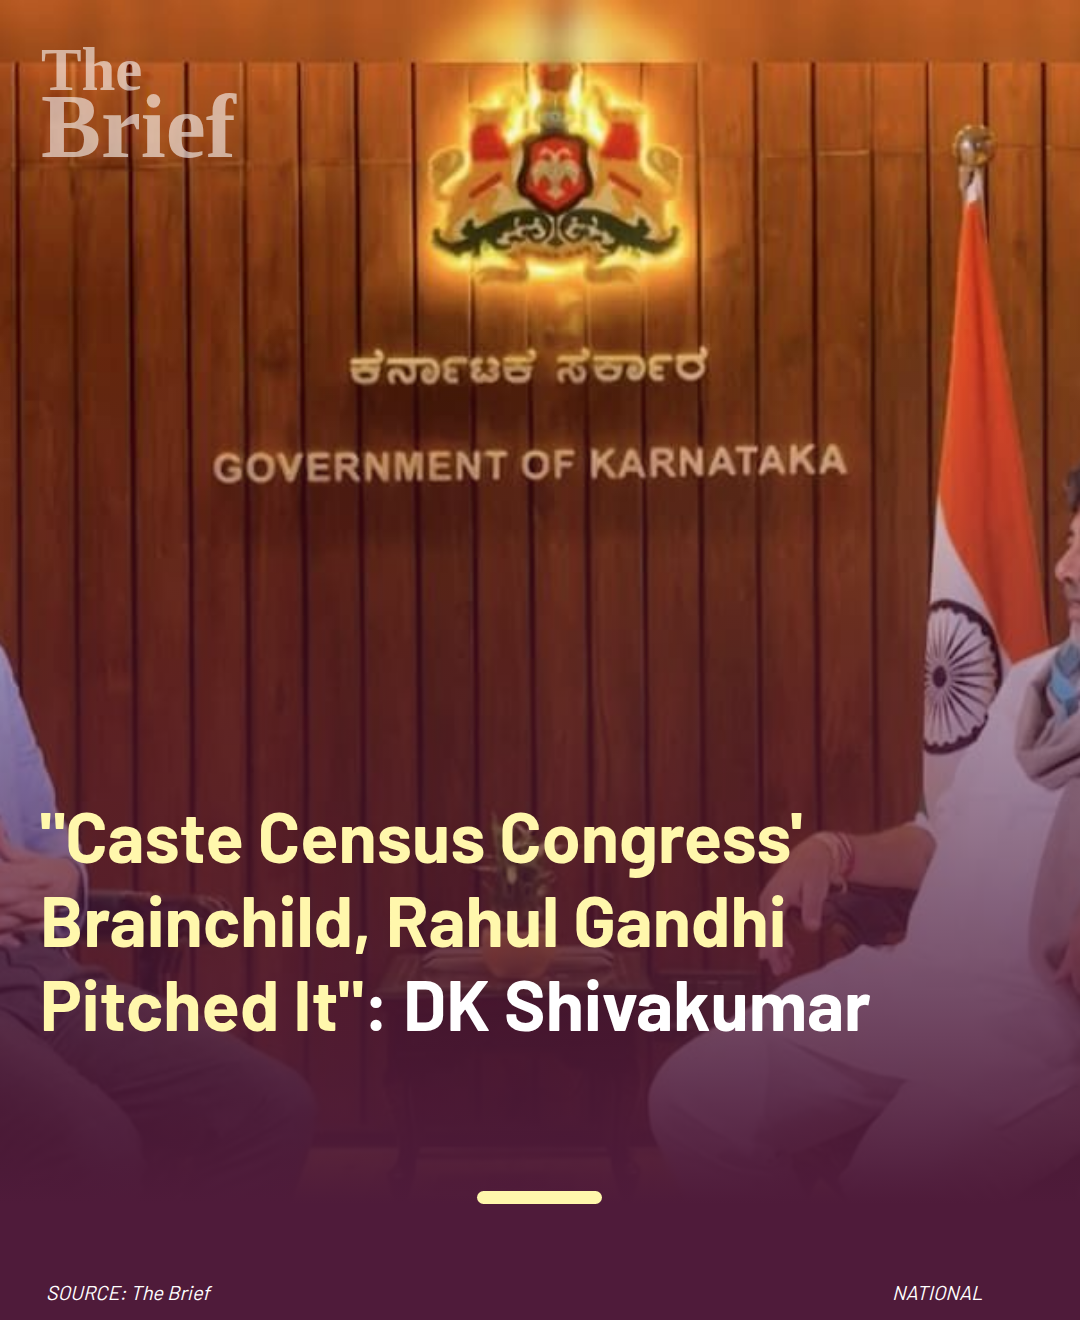 The
Brief
ಕರ್ನಾಟಕ ಸರ್ಕಾರ
GOVERNMENT OF KARNATAKA
"Caste Census Congress'
Brainchild, Rahul Gandhi
Pitched It": DK Shivakumar
SOURCE: The Brief
NATIONAL